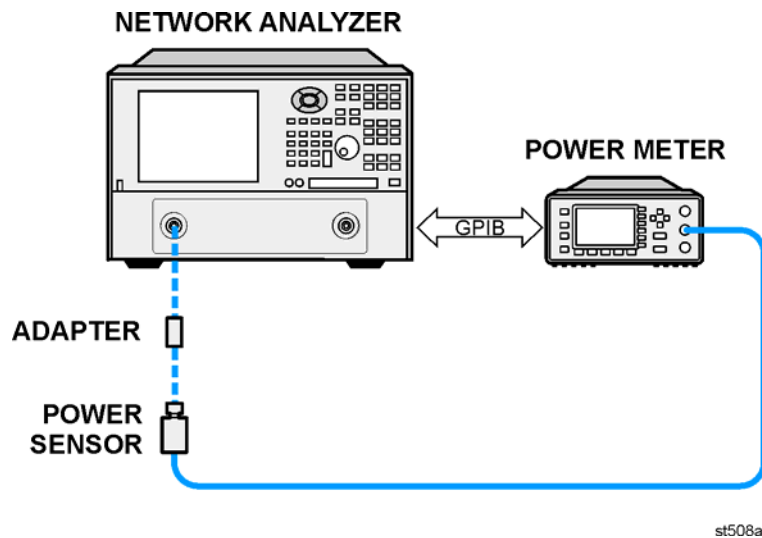 NETWORK ANALYZER
POWER METER
GPIB
ADAPTER
POWER
SENSOR
st508a